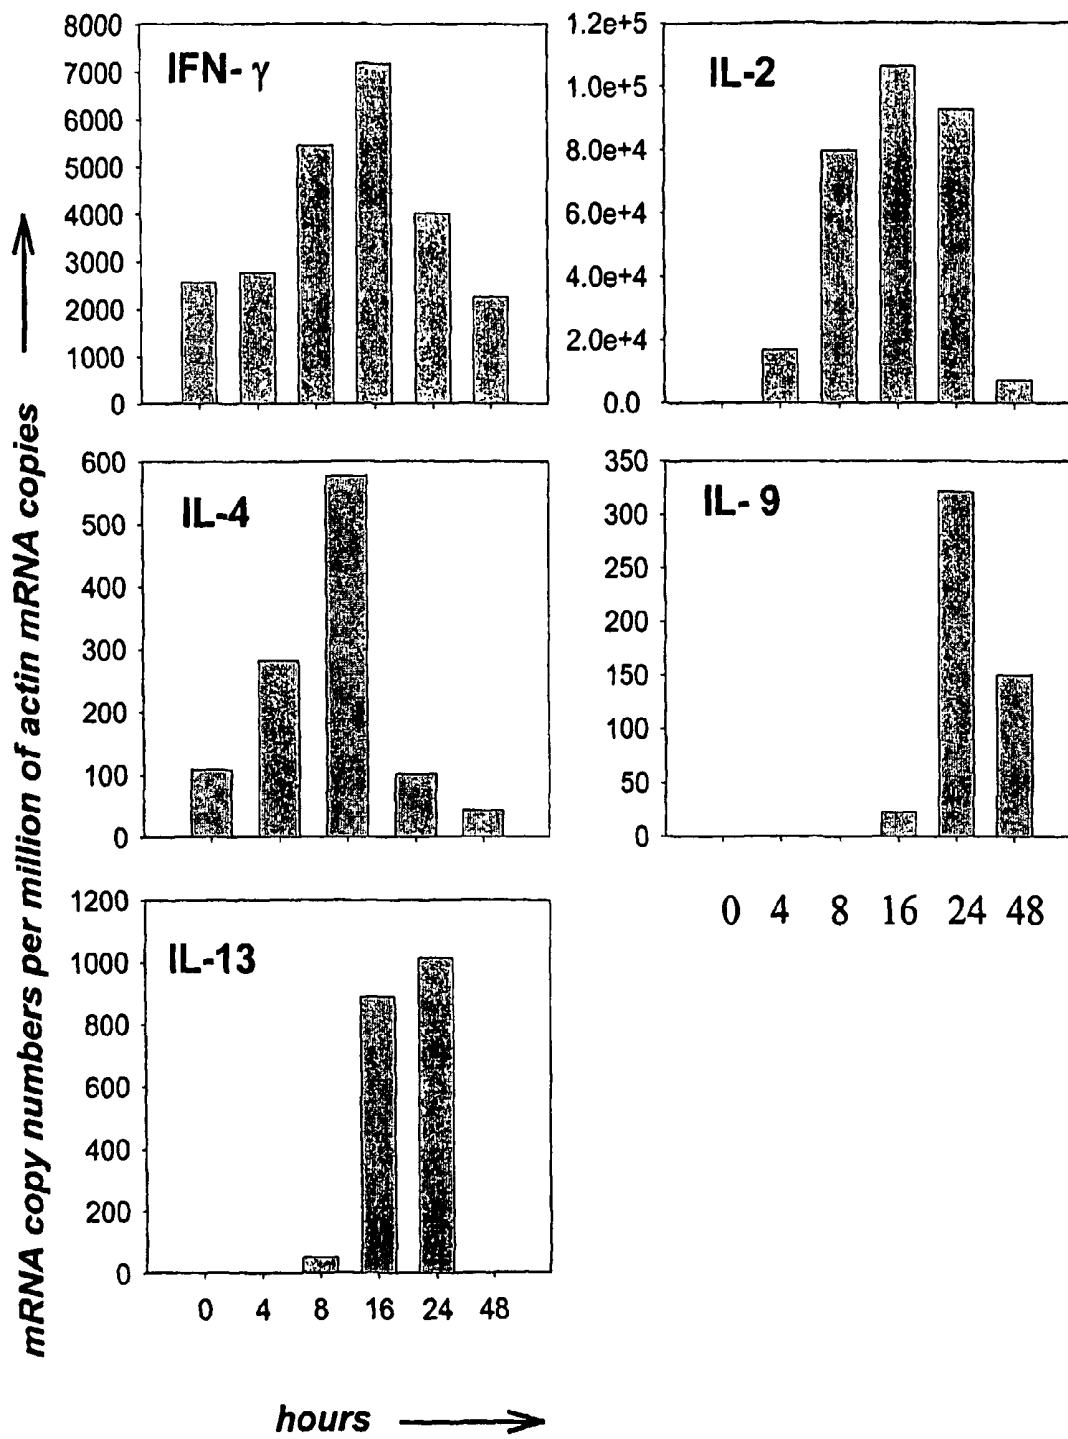 mRNA copy numbers per million of actin mRNA copies
IFN- γ
8000
7000
6000
5000
4000
3000
2000
1000
0
IL-2
1.2e+5
1.0e+5
8.0e+4
6.0e+4
4.0e+4
2.0e+4
0.0
IL-4
600
500
400
300
200
100
0
IL- 9
350
300
250
200
150
100
50
0
0 4 8 16 24 48
IL-13
1200
1000
800
600
400
200
0
0 4 8 16 24 48
hours